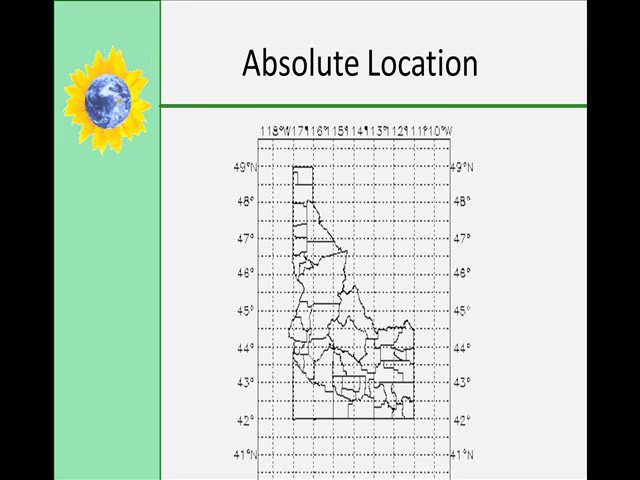 Absolute Location
118°W 117° 116° 115° 114° 113° 112° 111° 110°W
49°N 49°N
48° 48°
47° 47°
46° 46°
45° 45°
44° 44°
43° 43°
42° 42°
41°N 41°N